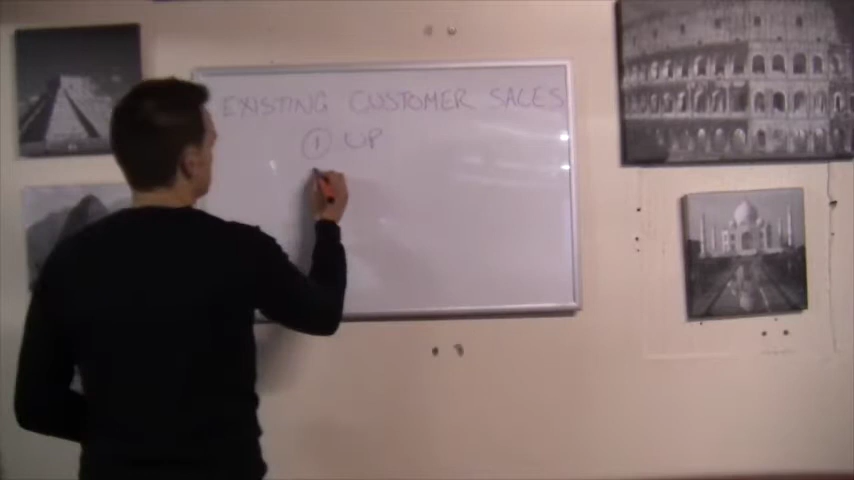 EXISTING CUSTOMER SALES
① UP